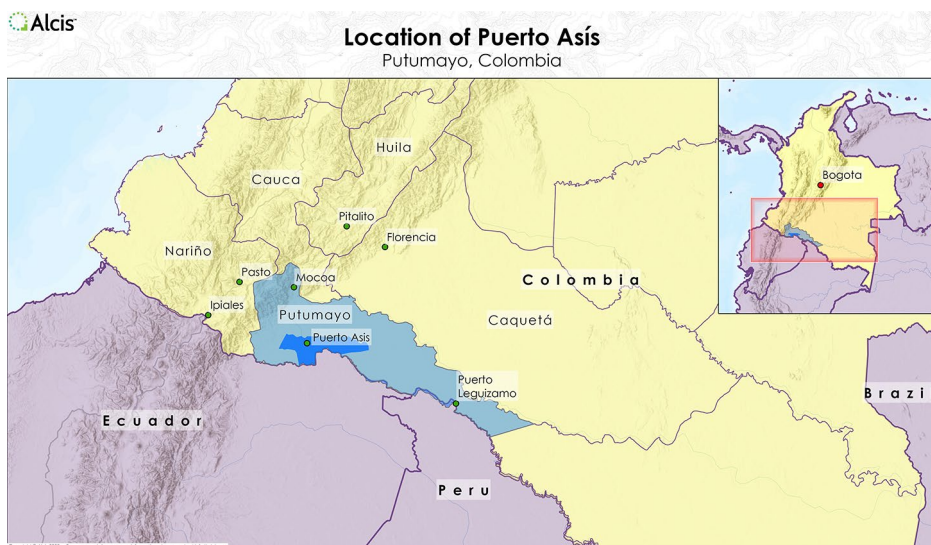 Alcis
Location of Puerto Asís
Putumayo, Colombia
Huila
Cauca
Bogota
Pitalito
Florencia
Nariño
Pasto
Mocoa
Colombia
Ipiales
Putumayo
Caquetá
Puerto Asis
Puerto
Leguizamo
Brazi
Ecuador
Peru